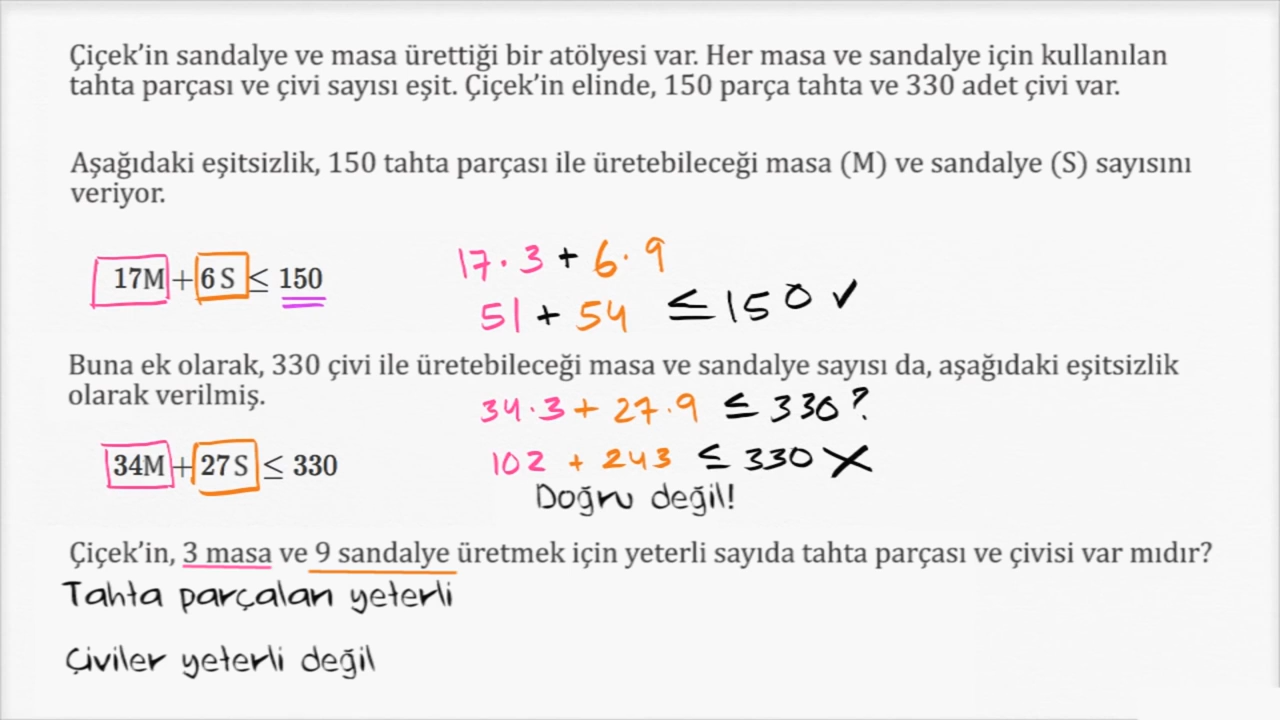 Çiçek'in sandalye ve masa ürettiği bir atölyesi var. Her masa ve sandalye için kullanılan
tahta parçası ve çivi sayısı eşit. Çiçek'in elinde, 150 parça tahta ve 330 adet çivi var.
Aşağıdaki eşitsizlik, 150 tahta parçası ile üretebileceği masa (M) ve sandalye (S) sayısını
veriyor.
17M + 6 S ≤ 150
17·3 + 6·9
51 + 54 ≤ 150 ✓
Buna ek olarak, 330 çivi ile üretebileceği masa ve sandalye sayısı da, aşağıdaki eşitsizlik
olarak verilmiş.
34·3 + 27·9 ≤ 330?
34M + 27 S ≤ 330
102 + 243 ≤ 330 X
Doğru değil!
Çiçek'in, 3 masa ve 9 sandalye üretmek için yeterli sayıda tahta parçası ve çivisi var mıdır?
Tahta parçaları yeterli
Çiviler yeterli değil